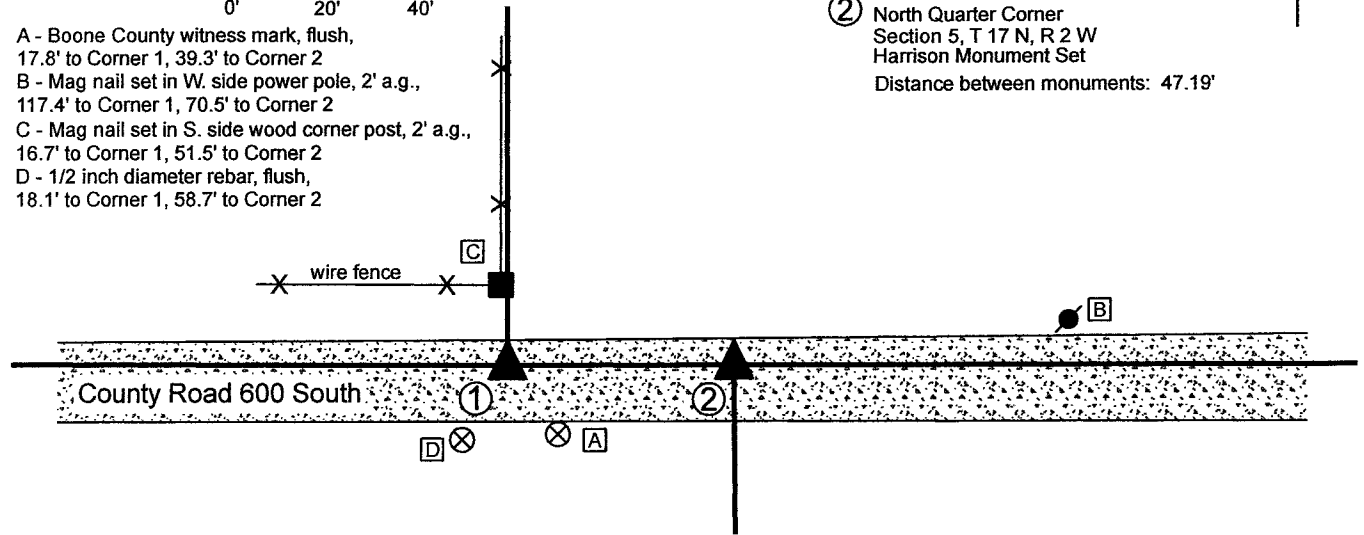 0' 20' 40'
A - Boone County witness mark, flush,
17.8' to Corner 1, 39.3' to Corner 2
B - Mag nail set in W. side power pole, 2' a.g.,
117.4' to Corner 1, 70.5' to Corner 2
C - Mag nail set in S. side wood corner post, 2' a.g.,
16.7' to Corner 1, 51.5' to Corner 2
D - 1/2 inch diameter rebar, flush,
18.1' to Corner 1, 58.7' to Corner 2
2 North Quarter Corner
Section 5, T 17 N, R 2 W
Harrison Monument Set
Distance between monuments: 47.19'
C
wire fence
B
County Road 600 South
1
2
D
A